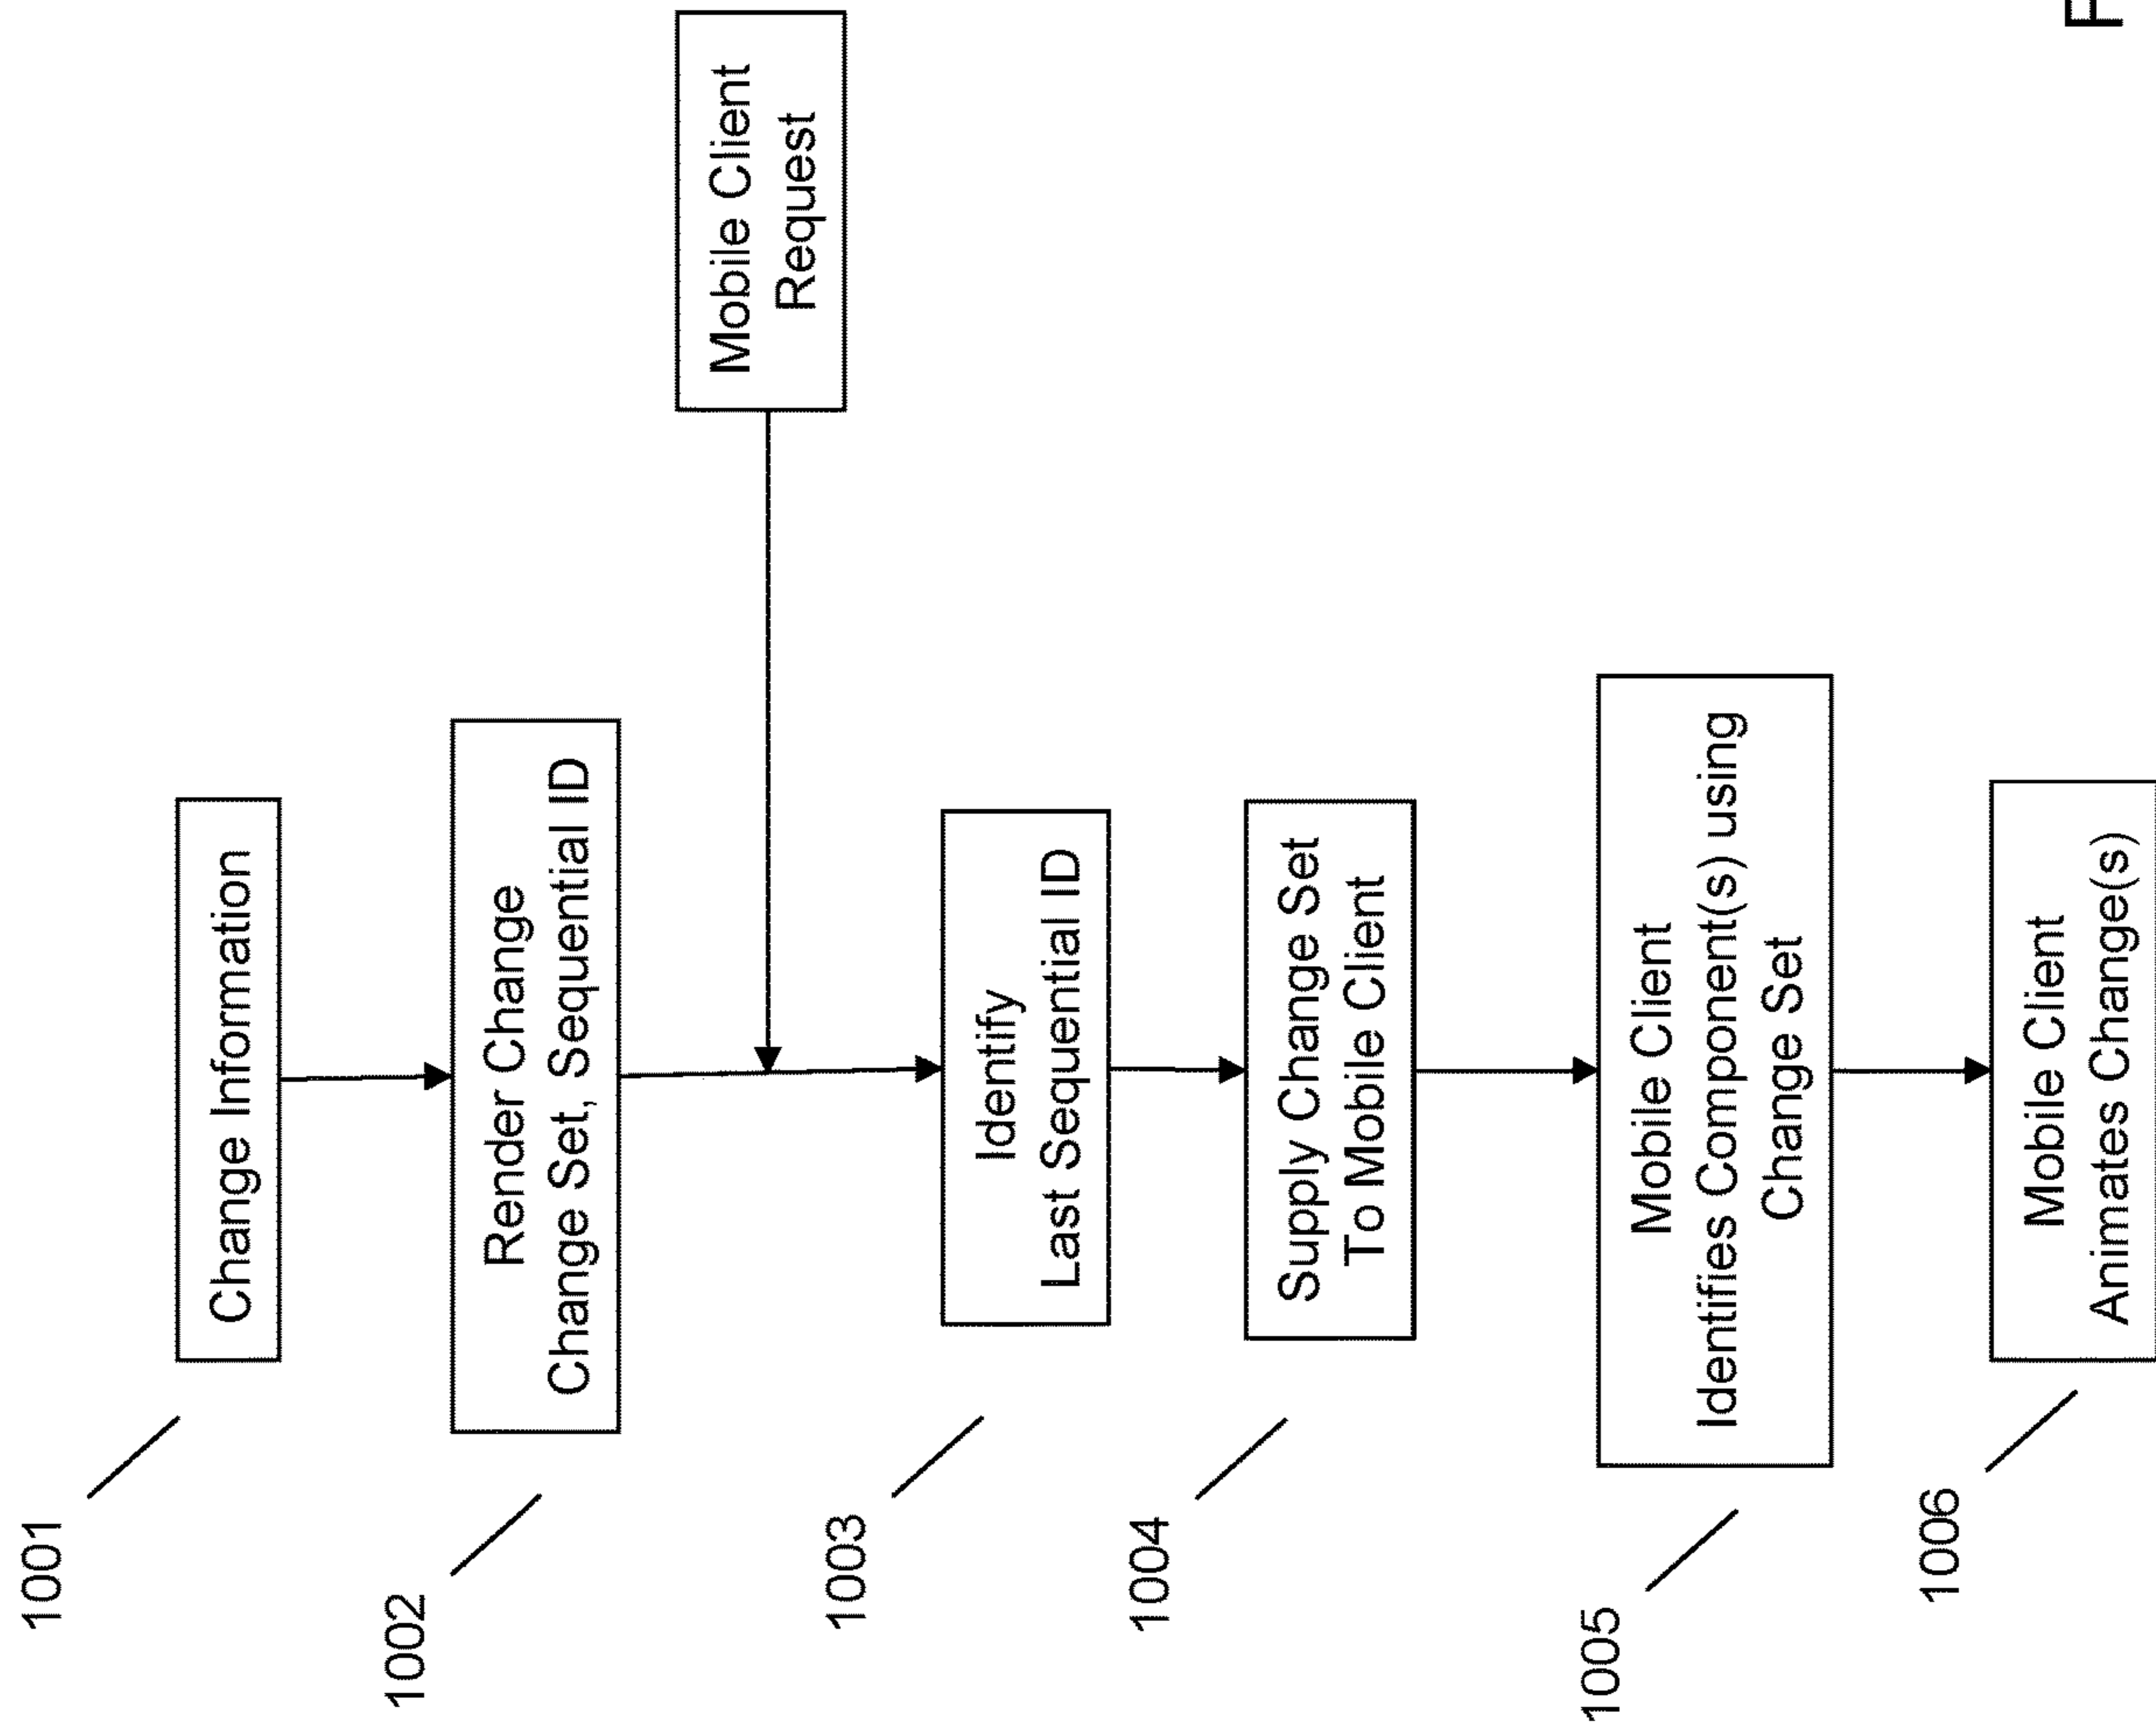 1001
Change Information
1002
Render Change
Change Set, Sequential ID
Mobile Client
Request
1003
Identify
Last Sequential ID
1004
Supply Change Set
To Mobile Client
1005
Mobile Client
Identifies Component(s) using
Change Set
1006
Mobile Client
Animates Change(s)